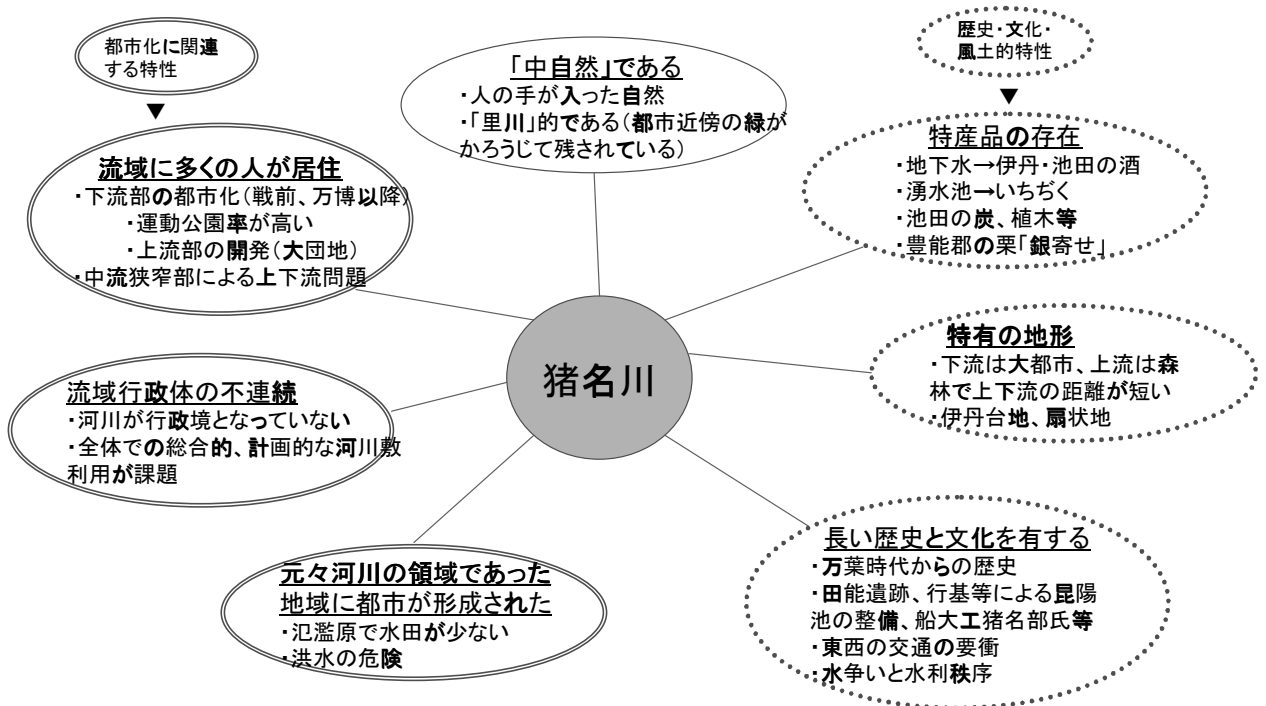 都市化に関連
する特性
▼
流域に多くの人が居住
・下流部の都市化(戦前、万博以降)
・運動公園率が高い
・上流部の開発(大団地)
・中流狭窄部による上下流問題
「中自然」である
・人の手が入った自然
・「里川」的である(都市近傍の緑が
かろうじて残されている)
歴史・文化・
風土的特性
▼
特産品の存在
・地下水→伊丹・池田の酒
・湧水池→いちぢく
・池田の炭、植木等
・豊能郡の栗「銀寄せ」
猪名川
特有の地形
・下流は大都市、上流は森
林で上下流の距離が短い
・伊丹台地、扇状地
流域行政体の不連続
・河川が行政境となっていない
・全体での総合的、計画的な河川敷
利用が課題
元々河川の領域であった
地域に都市が形成された
・氾濫原で水田が少ない
・洪水の危険
長い歴史と文化を有する
・万葉時代からの歴史
・田能遺跡、行基等による昆陽
池の整備、船大工猪名部氏等
・東西の交通の要衝
・水争いと水利秩序